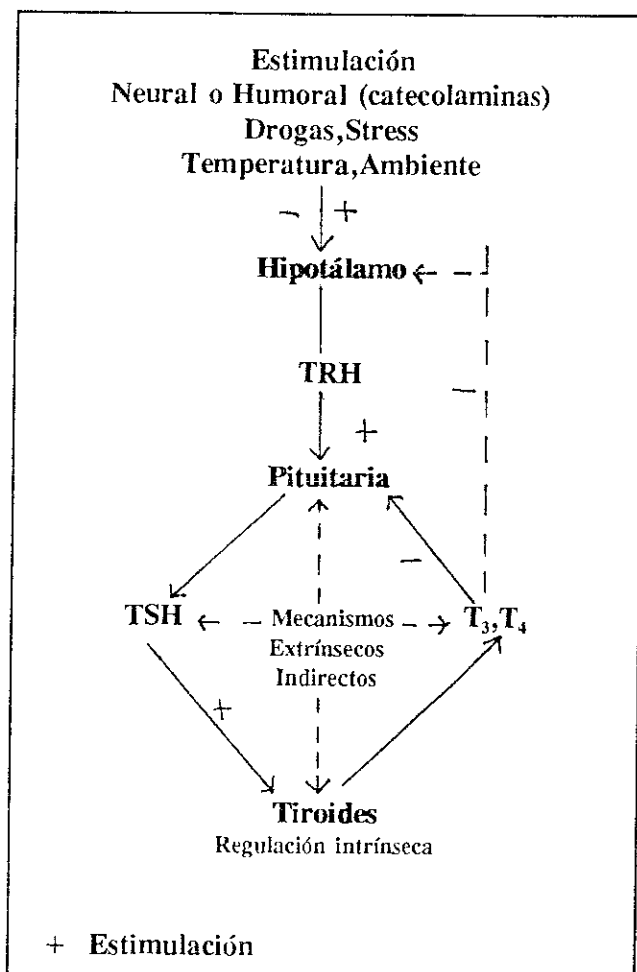 Estimulación
Neural o Humoral (catecolaminas)
Drogas,Stress
Temperatura,Ambiente
− +
Hipotálamo
TRH
−
+
Pituitaria
−
TSH Mecanismos T₃,T₄
Extrínsecos
Indirectos
+
Tiroides
Regulación intrínseca
+ Estimulación